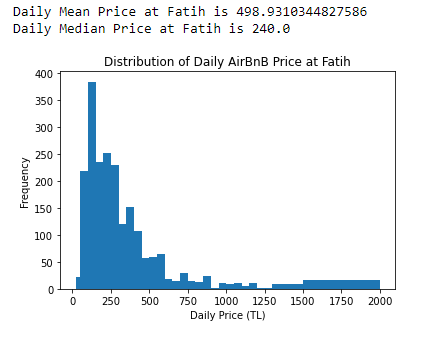 Daily Mean Price at Fatih is 498.9310344827586
Daily Median Price at Fatih is 240.0
Distribution of Daily AirBnB Price at Fatih
400
350
300
250
200
150
100
50
0
Frequency
0 250 500 750 1000 1250 1500 1750 2000
Daily Price (TL)